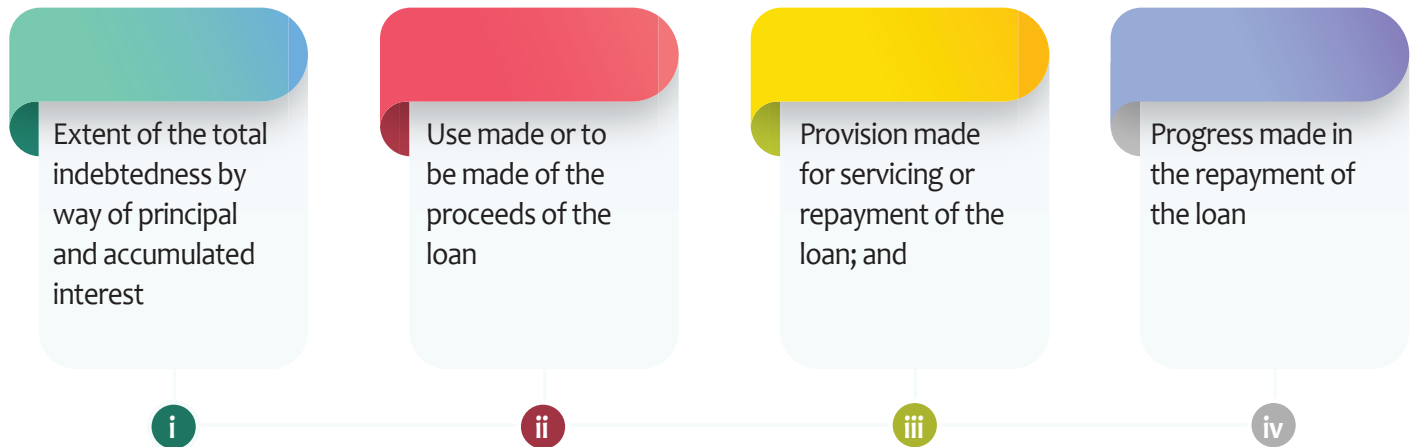 Extent of the total
indebtedness by
way of principal
and accumulated
interest
i
Use made or to
be made of the
proceeds of the
loan
ii
Provision made
for servicing or
repayment of the
loan; and
iii
Progress made in
the repayment of
the loan
iv